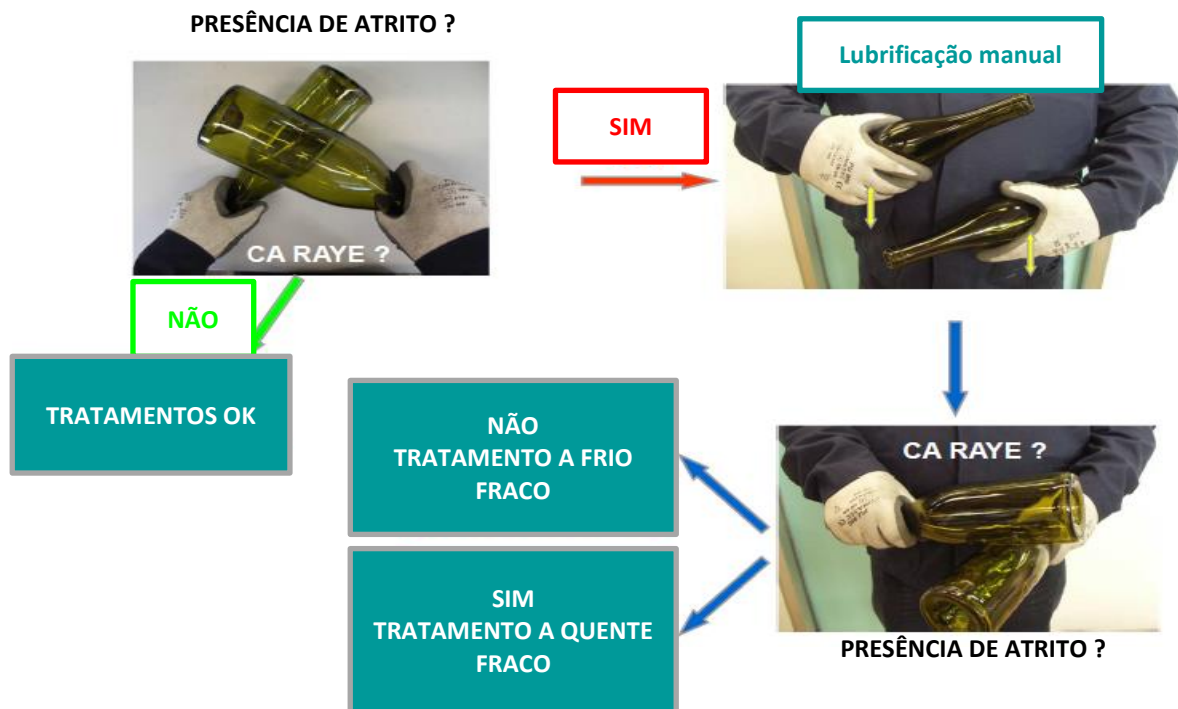 PRESÊNCIA DE ATRITO ?
Lubrificação manual
SIM
CA RAYE ?
NÃO
TRATAMENTOS OK
NÃO
TRATAMENTO A FRIO
FRACO
CA RAYE ?
SIM
TRATAMENTO A QUENTE
FRACO
PRESÊNCIA DE ATRITO ?